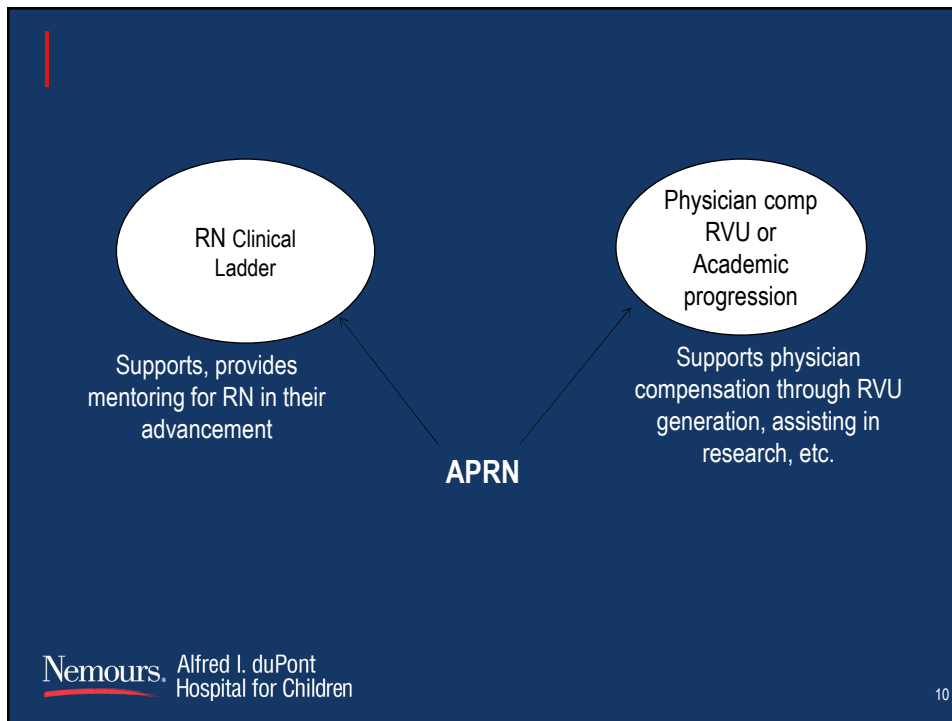 RN Clinical
Ladder
Physician comp
RVU or
Academic
progression
Supports, provides
mentoring for RN in their
advancement
Supports physician
compensation through RVU
generation, assisting in
research, etc.
APRN
Nemours. Alfred I. duPont
Hospital for Children
10